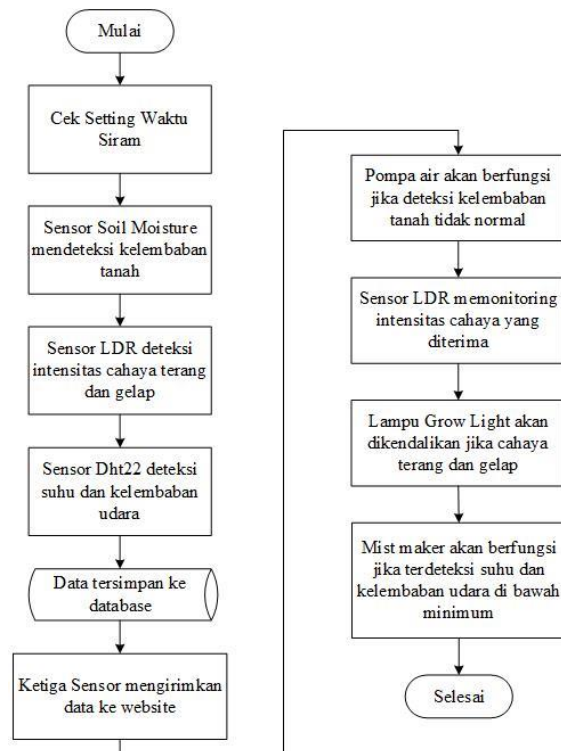 Mulai
Cek Setting Waktu
Siram
Sensor Soil Moisture
mendeteksi kelembaban
tanah
Sensor LDR deteksi
intensitas cahaya terang
dan gelap
Sensor Dht22 deteksi
suhu dan kelembaban
udara
Data tersimpan ke
database
Ketiga Sensor mengirimkan
data ke website
Pompa air akan berfungsi
jika deteksi kelembaban
tanah tidak normal
Sensor LDR memonitoring
intensitas cahaya yang
diterima
Lampu Grow Light akan
dikendalikan jika cahaya
terang dan gelap
Mist maker akan berfungsi
jika terdeteksi suhu dan
kelembaban udara di bawah
minimum
Selesai